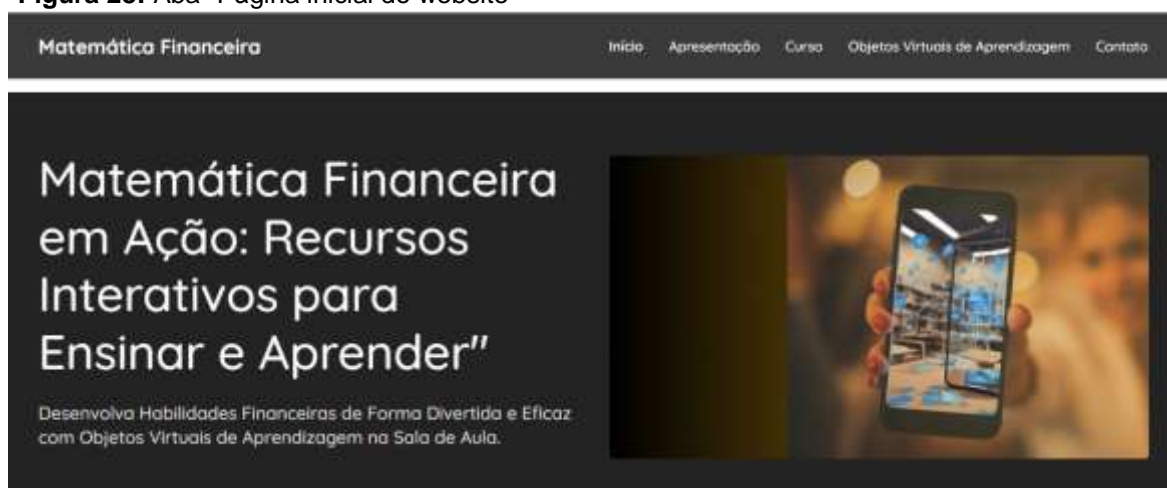 Figura 28: Aba "Página inicial do website"
Matemática Financeira
Início Apresentação Curso Objetos Virtuais de Aprendizagem Contato
Matemática Financeira
em Ação: Recursos
Interativos para
Ensinar e Aprender"
Desenvolva Habilidades Financeiras de Forma Divertida e Eficaz
com Objetos Virtuais de Aprendizagem na Sala de Aula.